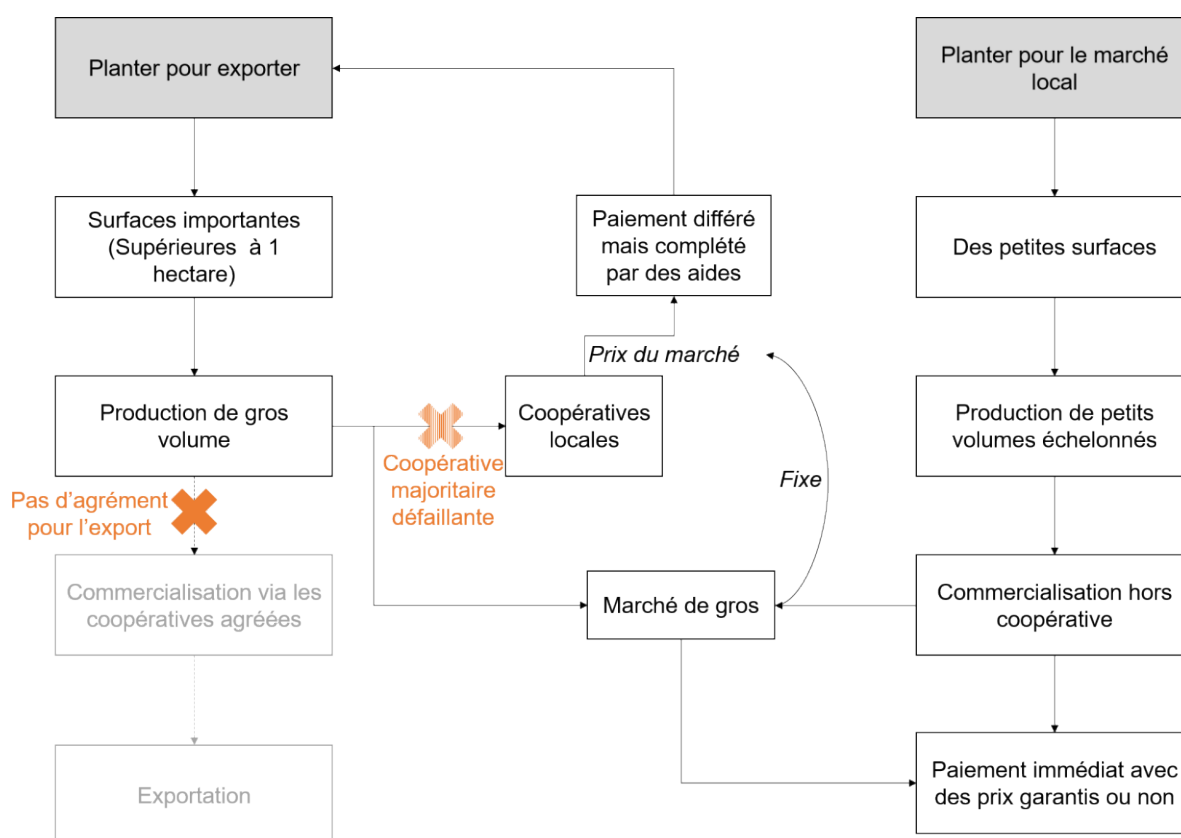 Planter pour exporter
Planter pour le marché
local
Surfaces importantes
(Supérieures à 1
hectare)
Paiement différé
mais complété
par des aides
Des petites surfaces
Prix du marché
Production de gros
volume
Coopératives
locales
Production de petits
volumes échelonnés
Coopérative
majoritaire
défaillante
Fixe
Pas d’agrément
pour l’export
Commercialisation via les
coopératives agréées
Marché de gros
Commercialisation hors
coopérative
Exportation
Paiement immédiat avec
des prix garantis ou non